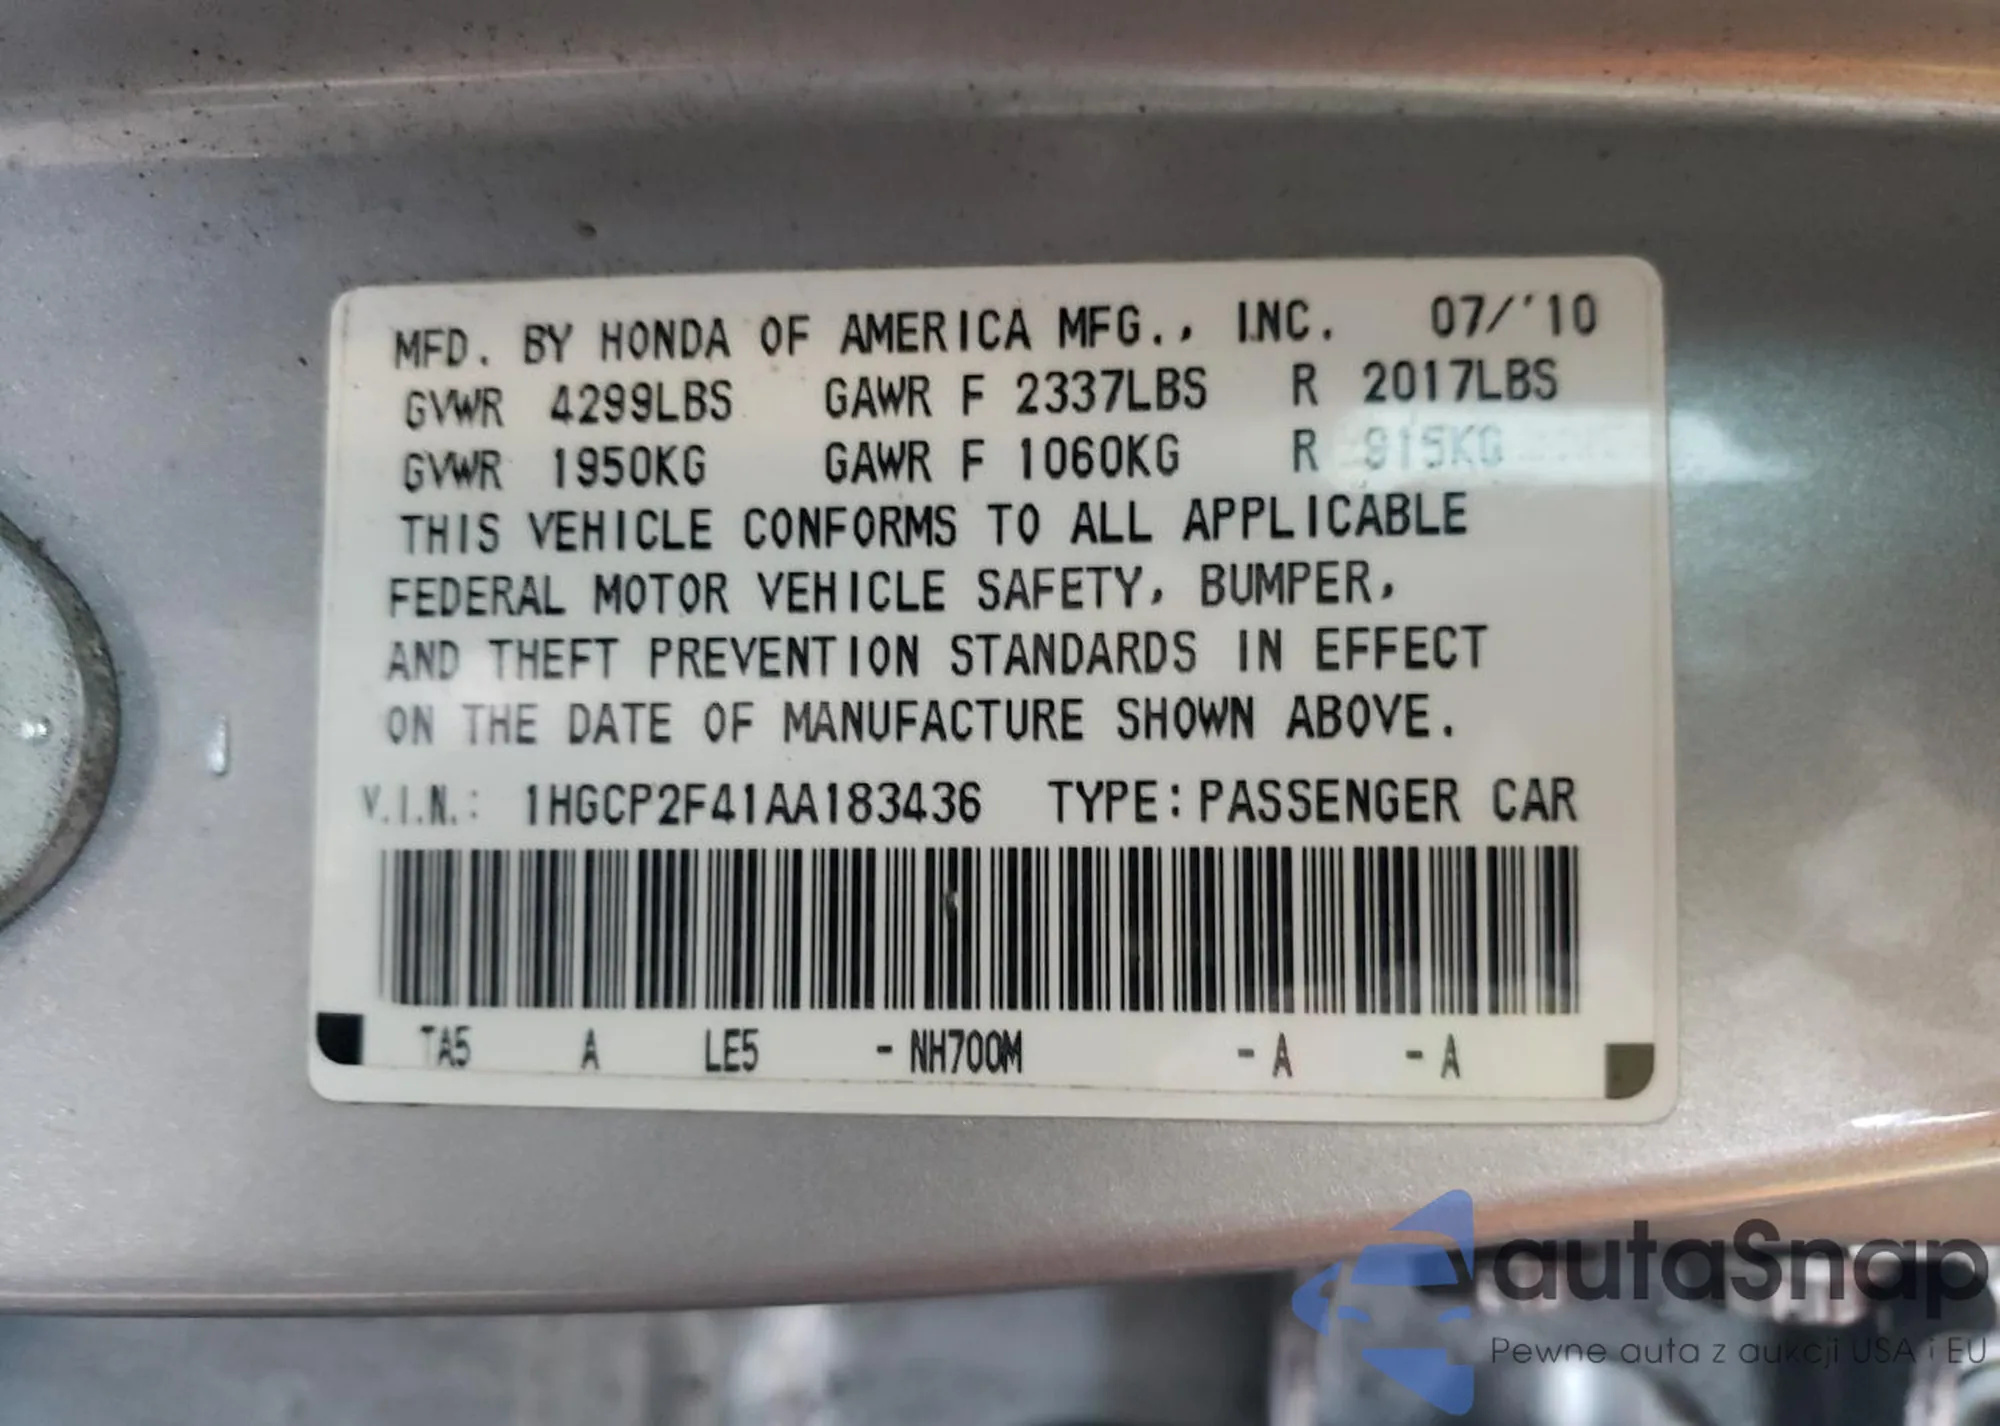 MFD. BY HONDA OF AMERICA MFG., INC. 07/'10
GVWR 4299LBS GAWR F 2337LBS R 2017LBS
GVWR 1950KG GAWR F 1060KG R 915KG
THIS VEHICLE CONFORMS TO ALL APPLICABLE
FEDERAL MOTOR VEHICLE SAFETY, BUMPER,
AND THEFT PREVENTION STANDARDS IN EFFECT
ON THE DATE OF MANUFACTURE SHOWN ABOVE.
V.I.N.: 1HGCP2F41AA183436 TYPE:PASSENGER CAR
TA5 A LE5 -NH700M -A -A
autaSnap
Pewne auta z aukcji USA i EU